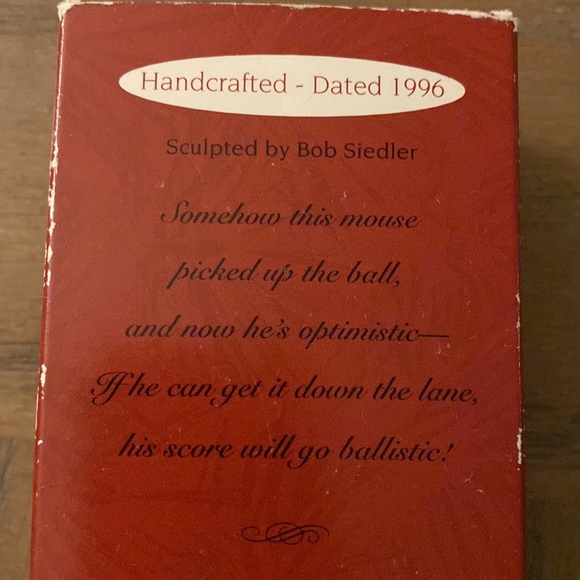 Handcrafted - Dated 1996
Sculpted by Bob Siedler
Somehow this mouse
picked up the ball,
and now he's optimistic—
If he can get it down the lane,
his score will go ballistic!